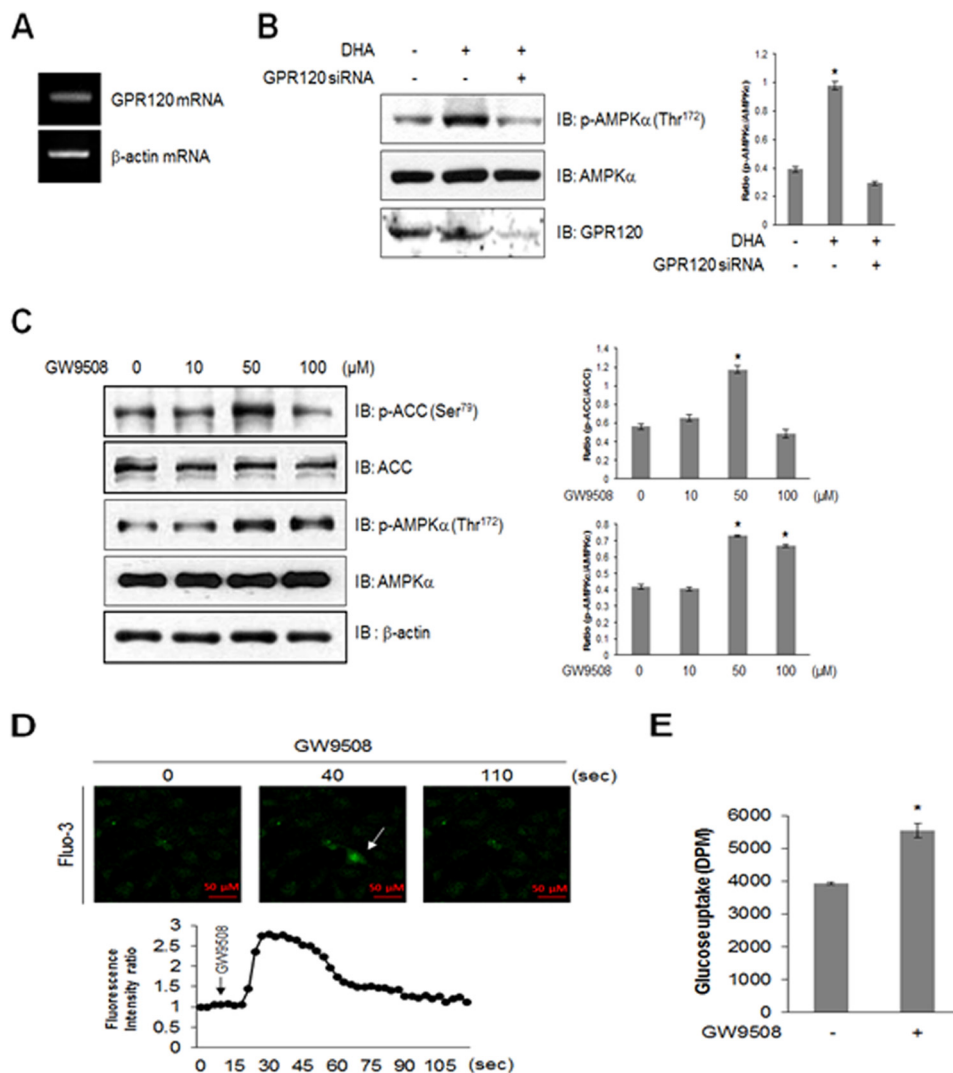 A
GPR120 mRNA
β-actin mRNA
B
DHA - + +
GPR120 siRNA - - +
IB: p-AMPKα (Thr172)
IB: AMPKα
IB: GPR120
Ratio (p-AMPKα/AMPKα)
1.2
1
0.8
0.6
0.4
0.2
0
DHA - + +
GPR120 siRNA - - +
*
C
GW9508 0 10 50 100 (μM)
IB: p-ACC (Ser79)
IB: ACC
IB: p-AMPKα (Thr172)
IB: AMPKα
IB : β-actin
Ratio (p-ACC/ACC)
1.4
1.2
1
0.8
0.6
0.4
0.2
0
*
GW9508 0 10 50 100 (μM)
Ratio (p-AMPKα/AMPKα)
0.8
0.7
0.6
0.5
0.4
0.3
0.2
0.1
0
* *
GW9508 0 10 50 100 (μM)
D
GW9508
0 40 110 (sec)
Fluo-3
50 μM 50 μM 50 μM
Fluorescence
Intensity ratio
3
2.5
2
1.5
1
0.5
0
GW9508
0 15 30 45 60 75 90 105 (sec)
E
Glucose uptake (DPM)
6000
5000
4000
3000
2000
1000
0
*
GW9508 - +